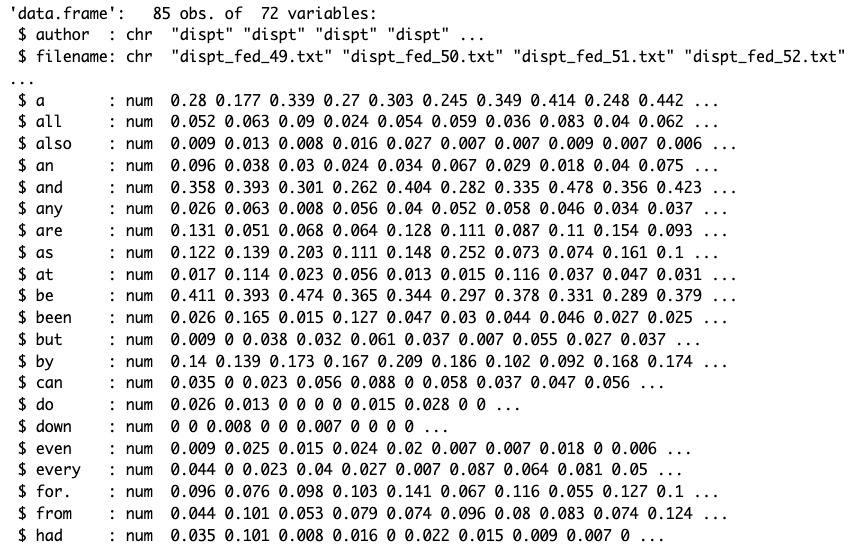 'data.frame':   85 obs. of  72 variables:
 $ author  : chr  "dispt" "dispt" "dispt" "dispt" ...
 $ filename: chr  "dispt_fed_49.txt" "dispt_fed_50.txt" "dispt_fed_51.txt" "dispt_fed_52.txt"
...
 $ a       : num  0.28 0.177 0.339 0.27 0.303 0.245 0.349 0.414 0.248 0.442 ...
 $ all     : num  0.052 0.063 0.09 0.024 0.054 0.059 0.036 0.083 0.04 0.062 ...
 $ also    : num  0.009 0.013 0.008 0.016 0.027 0.007 0.007 0.009 0.007 0.006 ...
 $ an      : num  0.096 0.038 0.03 0.024 0.034 0.067 0.029 0.018 0.04 0.075 ...
 $ and     : num  0.358 0.393 0.301 0.262 0.404 0.282 0.335 0.478 0.356 0.423 ...
 $ any     : num  0.026 0.063 0.008 0.056 0.04 0.052 0.058 0.046 0.034 0.037 ...
 $ are     : num  0.131 0.051 0.068 0.064 0.128 0.111 0.087 0.11 0.154 0.093 ...
 $ as      : num  0.122 0.139 0.203 0.111 0.148 0.252 0.073 0.074 0.161 0.1 ...
 $ at      : num  0.017 0.114 0.023 0.056 0.013 0.015 0.116 0.037 0.047 0.031 ...
 $ be      : num  0.411 0.393 0.474 0.365 0.344 0.297 0.378 0.331 0.289 0.379 ...
 $ been    : num  0.026 0.165 0.015 0.127 0.047 0.03 0.044 0.046 0.027 0.025 ...
 $ but     : num  0.009 0 0.038 0.032 0.061 0.037 0.007 0.055 0.027 0.037 ...
 $ by      : num  0.14 0.139 0.173 0.167 0.209 0.186 0.102 0.092 0.168 0.174 ...
 $ can     : num  0.035 0 0.023 0.056 0.088 0 0.058 0.037 0.047 0.056 ...
 $ do      : num  0.026 0.013 0 0 0 0 0.015 0.028 0 0 ...
 $ down    : num  0 0 0.008 0 0 0.007 0 0 0 0 ...
 $ even    : num  0.009 0.025 0.015 0.024 0.02 0.007 0.007 0.018 0 0.006 ...
 $ every   : num  0.044 0 0.023 0.04 0.027 0.007 0.087 0.064 0.081 0.05 ...
 $ for.    : num  0.096 0.076 0.098 0.103 0.141 0.067 0.116 0.055 0.127 0.1 ...
 $ from    : num  0.044 0.101 0.053 0.079 0.074 0.096 0.08 0.083 0.074 0.124 ...
 $ had     : num  0.035 0.101 0.008 0.016 0 0.022 0.015 0.009 0.007 0 ...